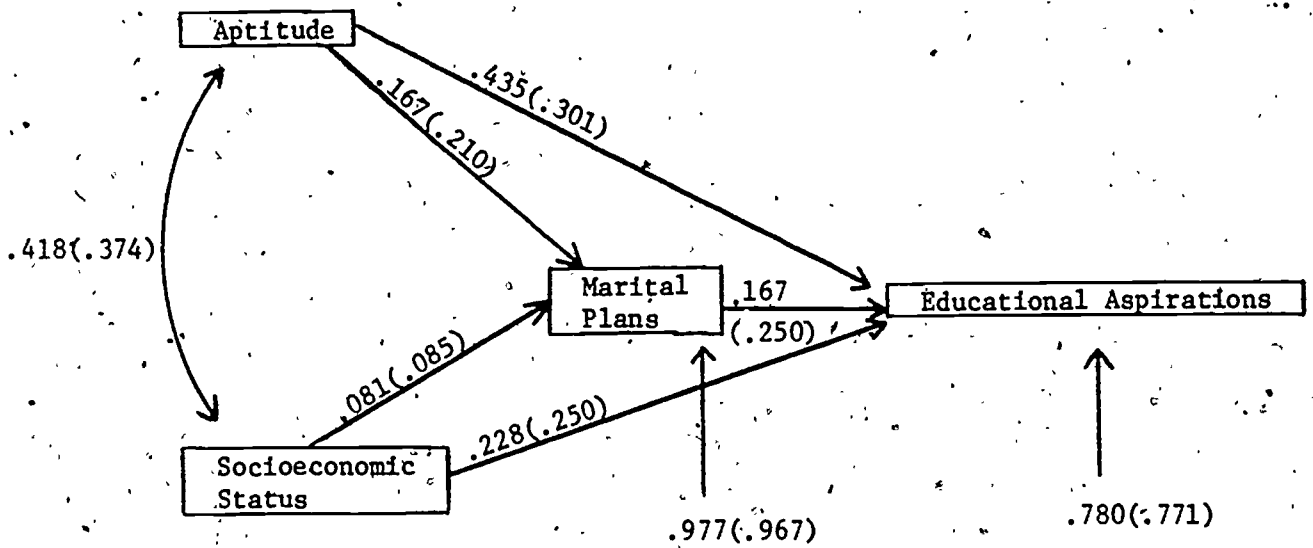 Aptitude
.435(.301)
.167(.210)
.418(.374)
Marital
Plans
.167
(.250)
Educational Aspirations
.081(.085)
.228(.250)
Socioeconomic
Status
.977(.967)
.780(.771)